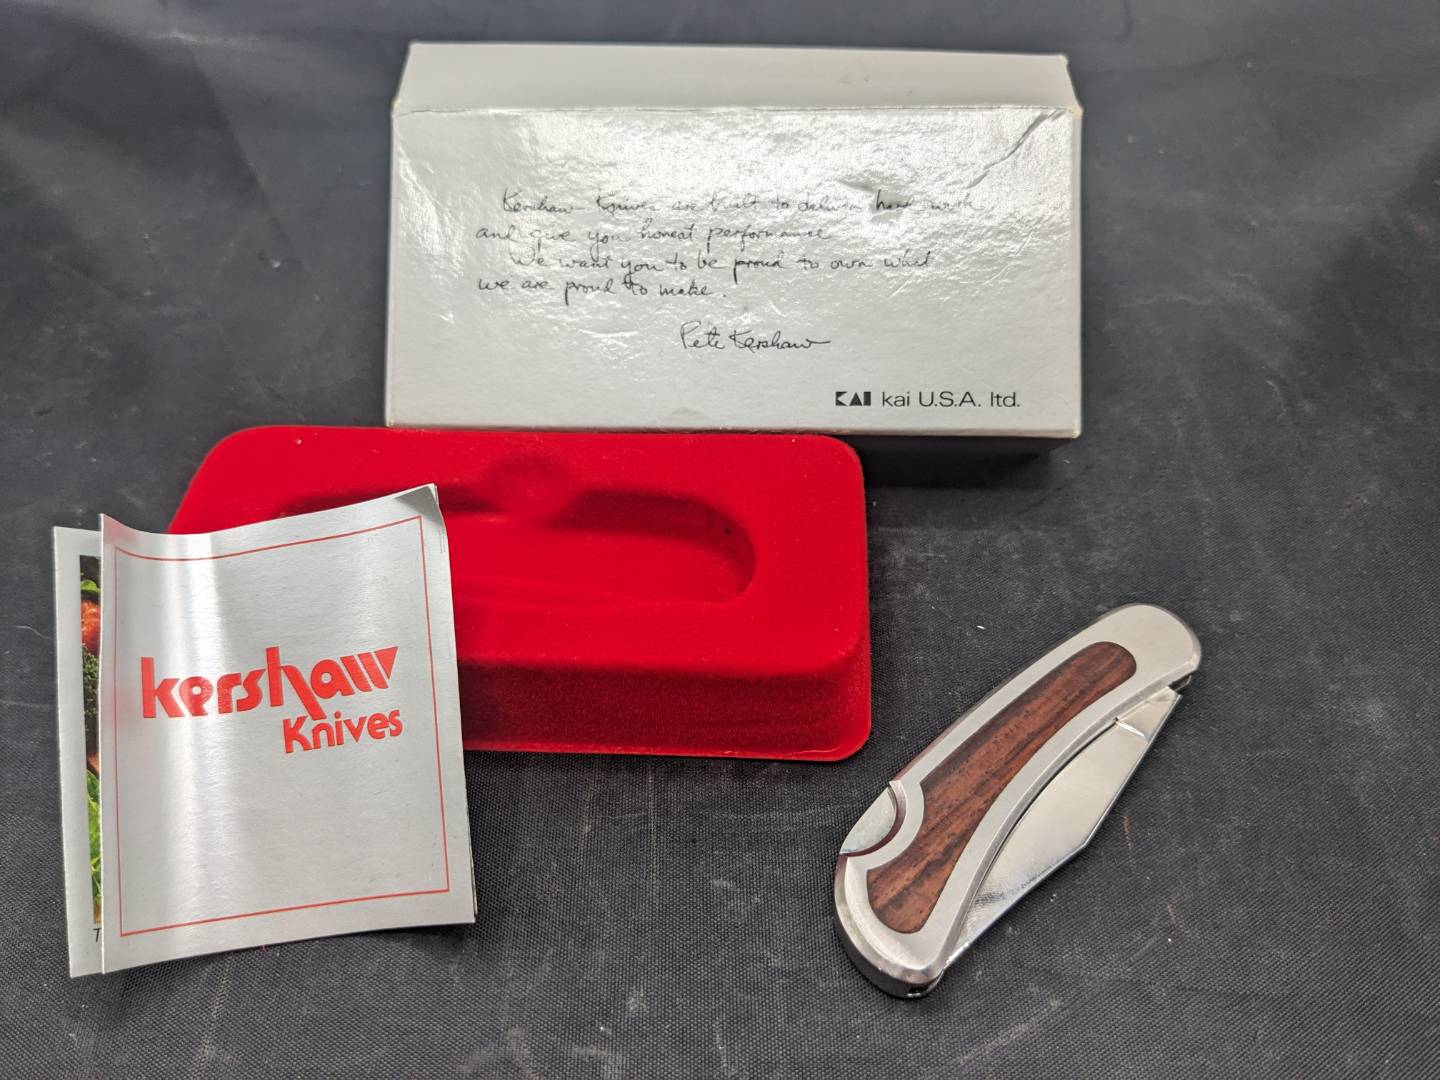 Kershaw Knives are built to deliver hard work
and give you honest performance
We want you to be proud to own what
we are proud to make.
Pete Kershaw
KAI kai U.S.A. ltd.
kershaw
Knives
T